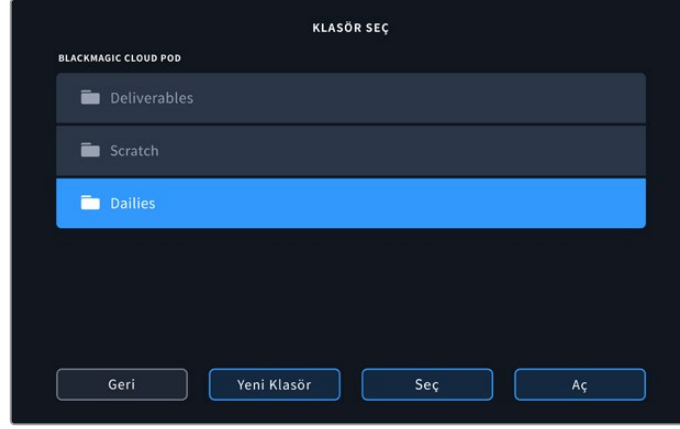 KLASÖR SEÇ
BLACKMAGIC CLOUD POD
Deliverables
Scratch
Dailies
Geri Yeni Klasör Seç Aç